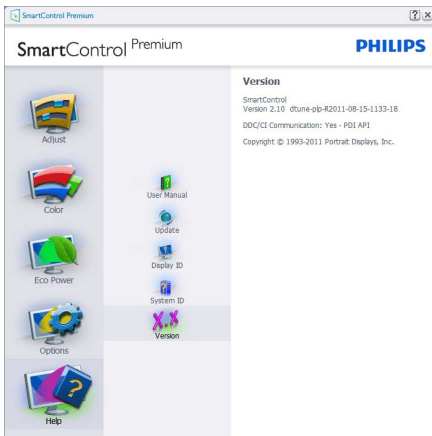 SmartControl Premium
SmartControl Premium
PHILIPS
Adjust
Color
Eco Power
Options
Help
User Manual
Update
Display ID
System ID
X.X
Version
Version
SmartControl
Version 2.10 dtune-plp-R2011-08-15-1133-18
DDC/CI Communication: Yes - PDI API
Copyright © 1993-2011 Portrait Displays, Inc.